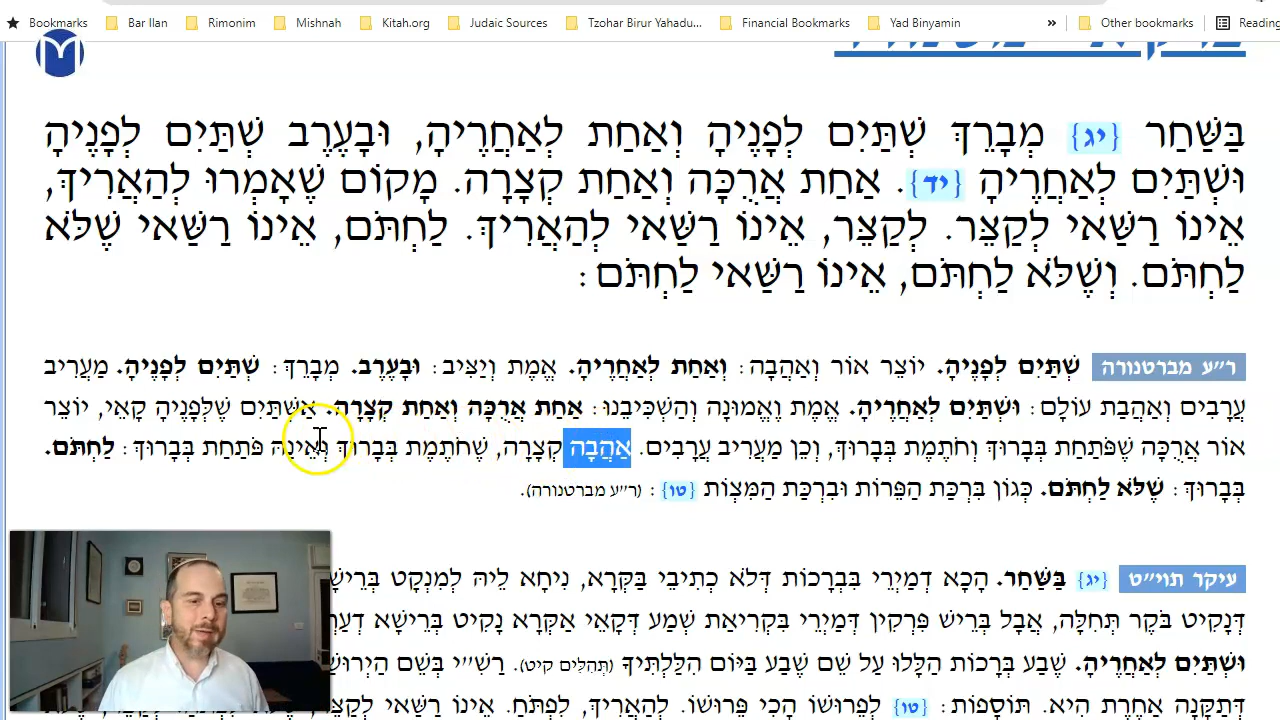 Bookmarks Bar Ilan Rimonim Mishnah Kitah.org Judaic Sources Tzohar Birur Yahadu... Financial Bookmarks Yad Binyamin » Other bookmarks Reading
בַּשַּׁחַר {יג} מְבָרֵךְ שְׁתַּיִם לְפָנֶיהָ וְאַחַת לְאַחֲרֶיהָ, וּבָעֶרֶב שְׁתַּיִם לְפָנֶיהָ
וּשְׁתַּיִם לְאַחֲרֶיהָ {יד}. אַחַת אֲרֻכָּה וְאַחַת קְצָרָה. מָקוֹם שֶׁאָמְרוּ לְהַאֲרִיךְ,
אֵינוֹ רַשַּׁאי לְקַצֵּר. לְקַצֵּר, אֵינוֹ רַשַּׁאי לְהַאֲרִיךְ. לַחְתֹּם, אֵינוֹ רַשַּׁאי שֶׁלֹּא
לַחְתֹּם. וְשֶׁלֹּא לַחְתֹּם, אֵינוֹ רַשַּׁאי לַחְתֹּם:
ר״ע מברטנורה שְׁתַּיִם לְפָנֶיהָ. יוֹצֵר אוֹר וְאַהֲבָה: וְאַחַת לְאַחֲרֶיהָ. אֱמֶת וְיַצִּיב: וּבָעֶרֶב. מְבָרֵךְ: שְׁתַּיִם לְפָנֶיהָ. מַעֲרִיב
עֲרָבִים וְאַהֲבַת עוֹלָם: וּשְׁתַּיִם לְאַחֲרֶיהָ. אֱמֶת וֶאֱמוּנָה וְהַשְׁכִּיבֵנוּ: אַחַת אֲרֻכָּה וְאַחַת קְצָרָה. אַשְּׁתַּיִם שֶׁלְּפָנֶיהָ קָאֵי, יוֹצֵר
אוֹר אֲרֻכָּה שֶׁפּוֹתַחַת בְּבָרוּךְ וְחוֹתֶמֶת בְּבָרוּךְ, וְכֵן מַעֲרִיב עֲרָבִים. אַהֲבָה קְצָרָה, שֶׁחוֹתֶמֶת בְּבָרוּךְ וְאֵינָהּ פּוֹתַחַת בְּבָרוּךְ: לַחְתֹּם.
בְּבָרוּךְ: שֶׁלֹּא לַחְתֹּם. כְּגוֹן בִּרְכַּת הַפֵּרוֹת וּבִרְכַּת הַמִּצְוֹת {טו}: (ר״ע מברטנורה).
עיקר תוי״ט {יג} בַּשַּׁחַר. הָכָא דְּמַיְרֵי בִּבְרָכוֹת דְּלֹא כְּתִיבֵי בַּקְּרָא, נִיחָא לֵיהּ לְמִנְקַט בְּרֵישָׁא
דְּנָקִיט בֹּקֶר תְּחִלָּה, אֲבָל בְּרֵישׁ פִּרְקִין דְּמַיְרֵי בִּקְרִיאַת שְׁמַע דְּקָאֵי אַקְּרָא נָקִיט בְּרֵישָׁא
וּשְׁתַּיִם לְאַחֲרֶיהָ. שֶׁבַע בְּרָכוֹת הַלָּלוּ עַל שֵׁם שֶׁבַע בַּיּוֹם הִלַּלְתִּיךָ (תְּהִלִּים קיט). רַשִׁ״י בְּשֵׁם
דְּתַקָּנָה אַחֶרֶת הִיא. תּוֹסָפוֹת: {טו} לְפֵרוּשׁוֹ הָכִי פֵּרוּשׁוֹ. לְהַאֲרִיךְ, לִפְתֹּחַ. אֵינוֹ רַשַּׁאי